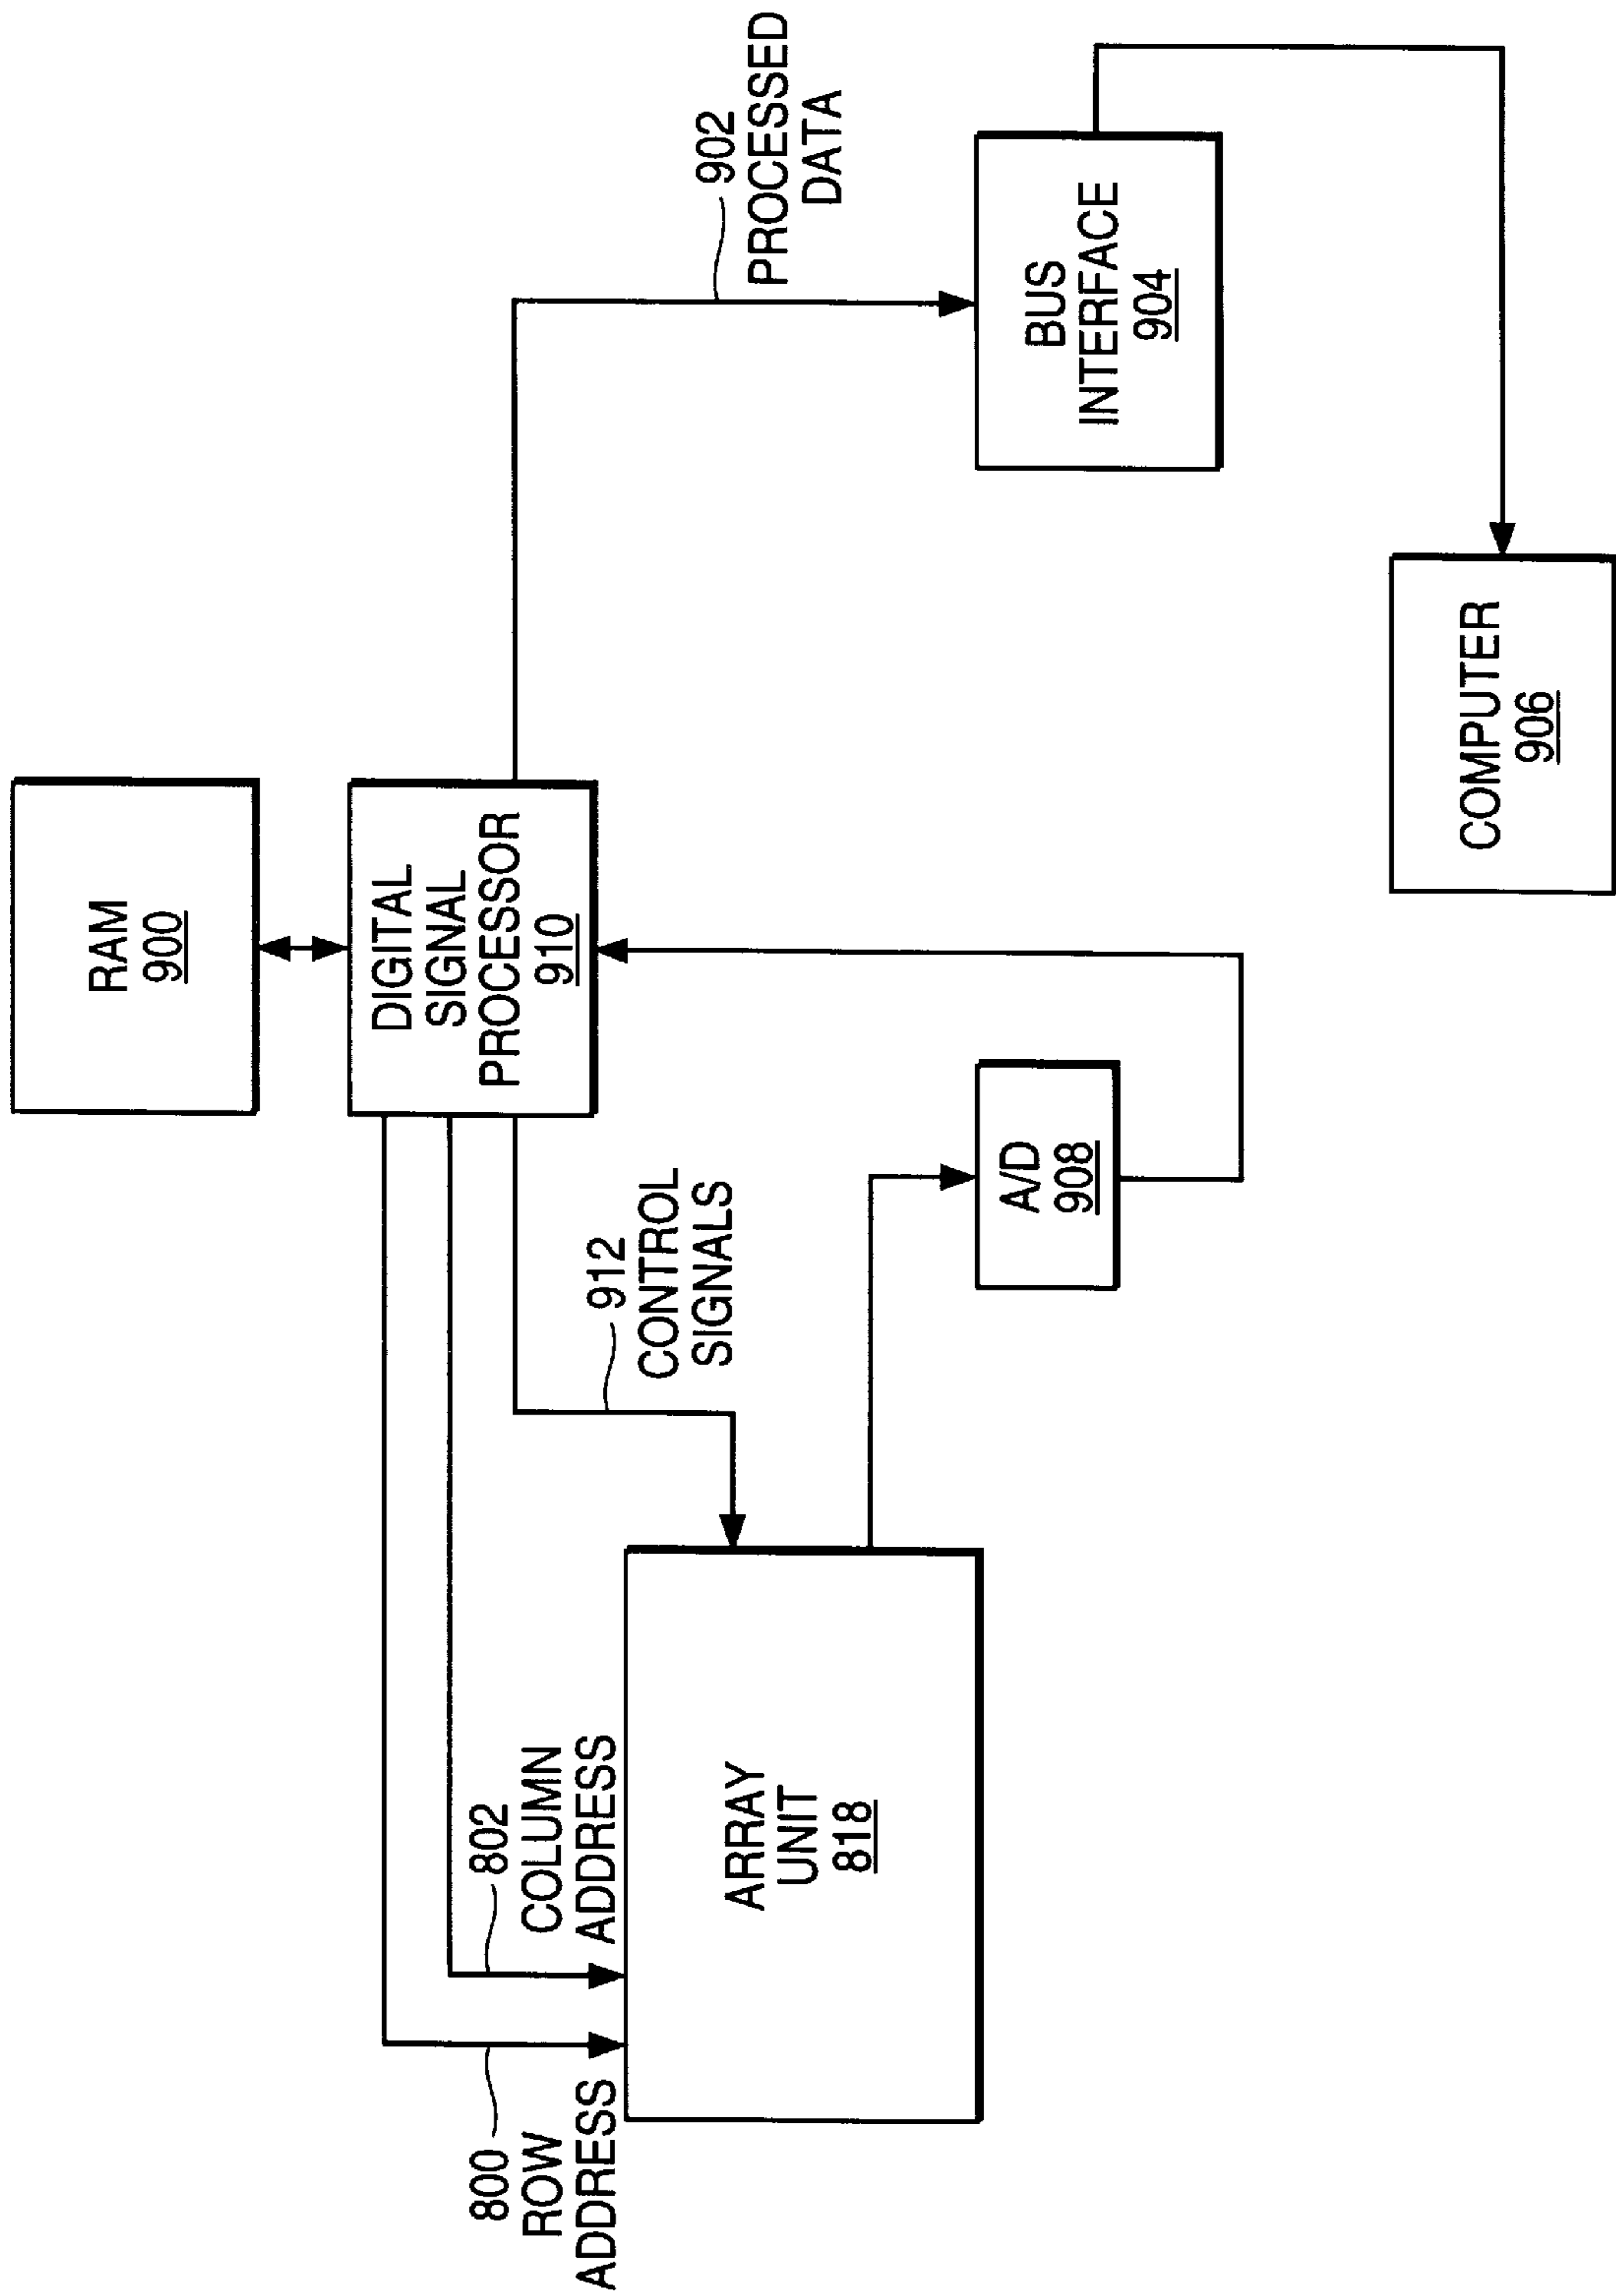 RAM
900
DIGITAL
SIGNAL
PROCESSOR
910
800
ROW
ADDRESS
802
COLUMN
ADDRESS
912
CONTROL
SIGNALS
902
PROCESSED
DATA
ARRAY
UNIT
818
A/D
908
BUS
INTERFACE
904
COMPUTER
906